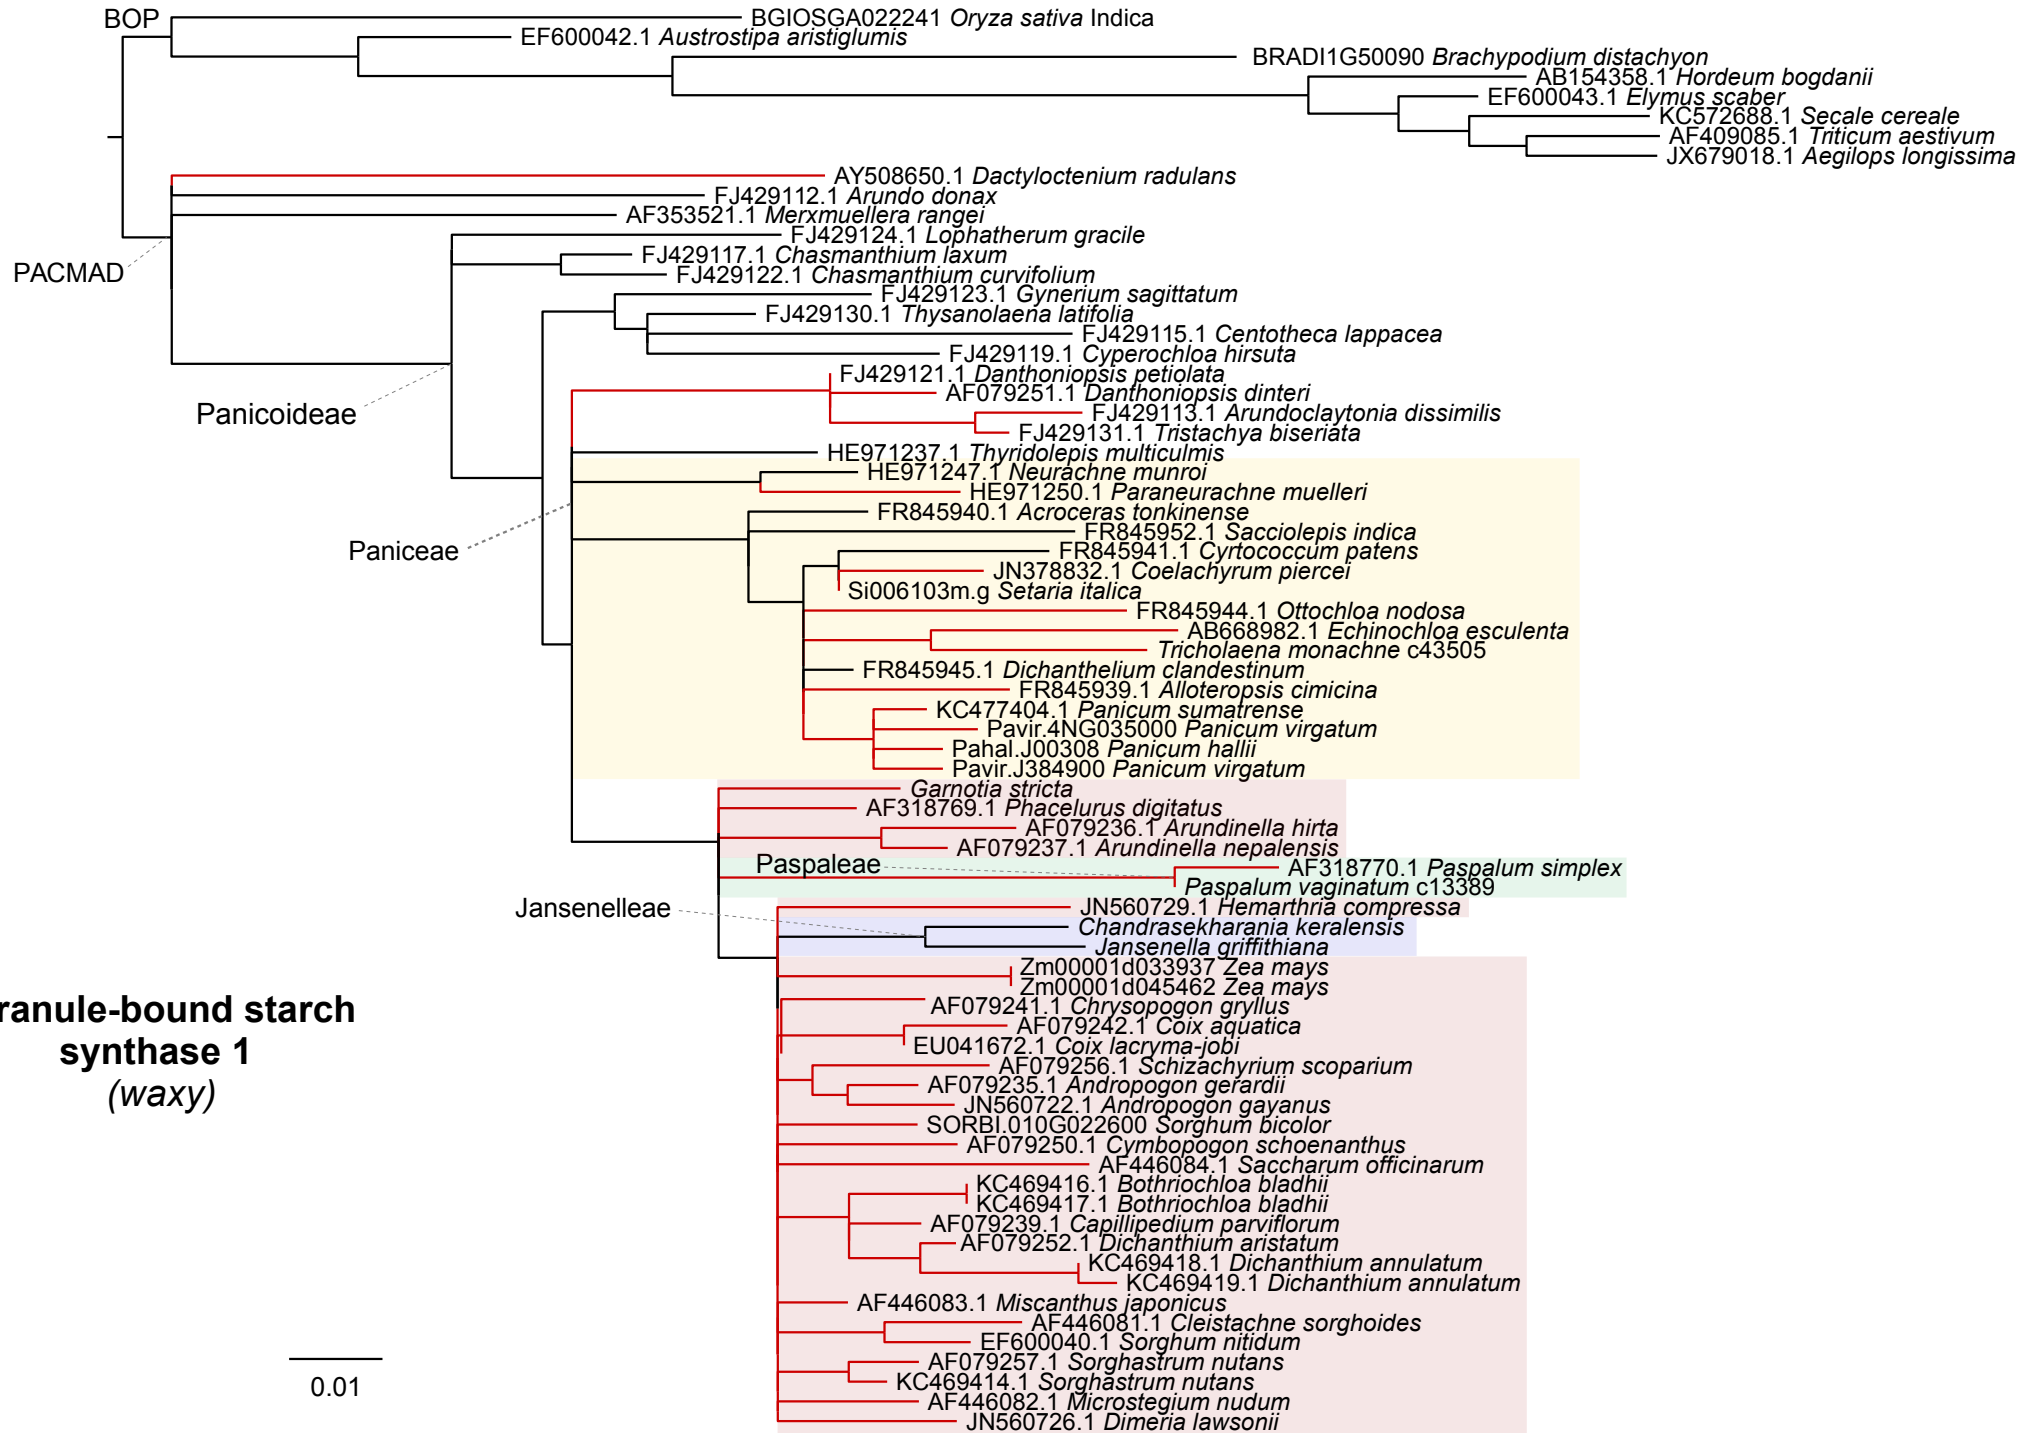 BOP
BGIOSGA022241 Oryza sativa Indica
EF600042.1 Austrostipa aristiglumis
BRADI1G50090 Brachypodium distachyon
AB154358.1 Hordeum bogdanii
EF600043.1 Elymus scaber
KC572688.1 Secale cereale
AF409085.1 Triticum aestivum
JX679018.1 Aegilops longissima
AY508650.1 Dactyloctenium radulans
FJ429112.1 Arundo donax
AF353521.1 Merxmuellera rangei
FJ429124.1 Lophatherum gracile
FJ429117.1 Chasmanthium laxum
PACMAD
FJ429122.1 Chasmanthium curvifolium
FJ429123.1 Gynerium sagittatum
FJ429130.1 Thysanolaena latifolia
FJ429115.1 Centotheca lappacea
FJ429119.1 Cyperochloa hirsuta
FJ429121.1 Danthoniopsis petiolata
AF079251.1 Danthoniopsis dinteri
Panicoideae
FJ429113.1 Arundoclaytonia dissimilis
FJ429131.1 Tristachya biseriata
HE971237.1 Thyridolepis multiculmis
HE971247.1 Neurachne munroi
HE971250.1 Paraneurachne muelleri
FR845940.1 Acroceras tonkinense
FR845952.1 Sacciolepis indica
Paniceae
FR845941.1 Cyrtococcum patens
JN378832.1 Coelachyrum piercei
Si006103m.g Setaria italica
FR845944.1 Ottochloa nodosa
AB668982.1 Echinochloa esculenta
Tricholaena monachne c43505
FR845945.1 Dichanthelium clandestinum
FR845939.1 Alloteropsis cimicina
KC477404.1 Panicum sumatrense
Pavir.4NG035000 Panicum virgatum
Pahal.J00308 Panicum hallii
Pavir.J384900 Panicum virgatum
Garnotia stricta
AF318769.1 Phacelurus digitatus
AF079236.1 Arundinella hirta
AF079237.1 Arundinella nepalensis
Paspaleae
AF318770.1 Paspalum simplex
Paspalum vaginatum c13389
Jansenelleae
JN560729.1 Hemarthria compressa
Chandrasekharania keralensis
Jansenella griffithiana
Zm00001d033937 Zea mays
Zm00001d045462 Zea mays
ranule-bound starch
synthase 1
(waxy)
AF079241.1 Chrysopogon gryllus
AF079242.1 Coix aquatica
EU041672.1 Coix lacryma-jobi
AF079256.1 Schizachyrium scoparium
AF079235.1 Andropogon gerardii
JN560722.1 Andropogon gayanus
SORBI.010G022600 Sorghum bicolor
AF079250.1 Cymbopogon schoenanthus
AF446084.1 Saccharum officinarum
KC469416.1 Bothriochloa bladhii
KC469417.1 Bothriochloa bladhii
AF079239.1 Capillipedium parviflorum
AF079252.1 Dichanthium aristatum
KC469418.1 Dichanthium annulatum
KC469419.1 Dichanthium annulatum
AF446083.1 Miscanthus japonicus
AF446081.1 Cleistachne sorghoides
EF600040.1 Sorghum nitidum
AF079257.1 Sorghastrum nutans
KC469414.1 Sorghastrum nutans
AF446082.1 Microstegium nudum
JN560726.1 Dimeria lawsonii
0.01